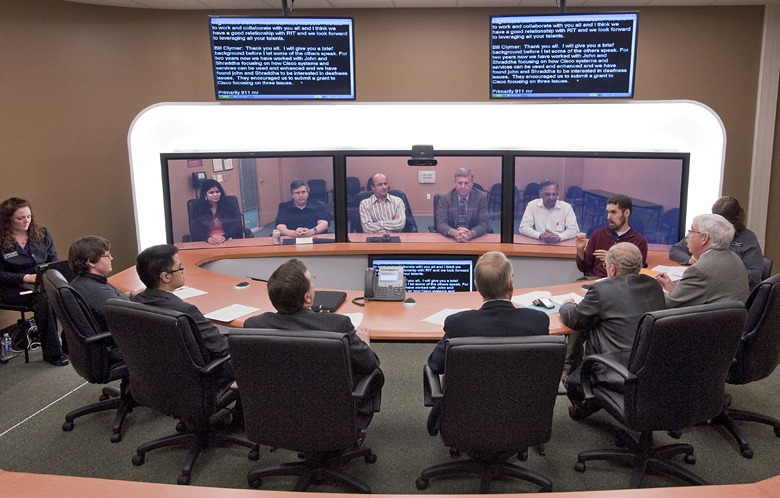 to work and collaborate with you all and I think we
have a good relationship with RIT and we look forward
to leveraging all your talents.
Bill Clymer: Thank you all. I will give you a brief
background before I let some of the others speak. For
two years now we have worked with John and
Shraddha focusing on how Cisco systems and
services can be used and enhanced and we have
found john and Shraddha to be interested in deafness
issues. They encouraged us to submit a grant to
Cisco focusing on three issues.
Primarily 911 mr
to work and collaborate with you all and I think we
have a good relationship with RIT and we look forward
to leveraging all your talents.
Bill Clymer: Thank you all. I will give you a brief
background before I let some of the others speak. For
two years now we have worked with John and
Shraddha focusing on how Cisco systems and
services can be used and enhanced and we have
found john and Shraddha to be interested in deafness
issues. They encouraged us to submit a grant to
Cisco focusing on three issues.
Primarily 911 mr